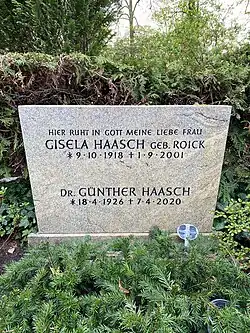 HIER RUHT IN GOTT MEINE LIEBE FRAU
GISELA HAASCH GEB. ROICK
* 9·10·1918 † 1·9·2001
DR. GÜNTHER HAASCH
* 18·4·1926 † 7·4·2020